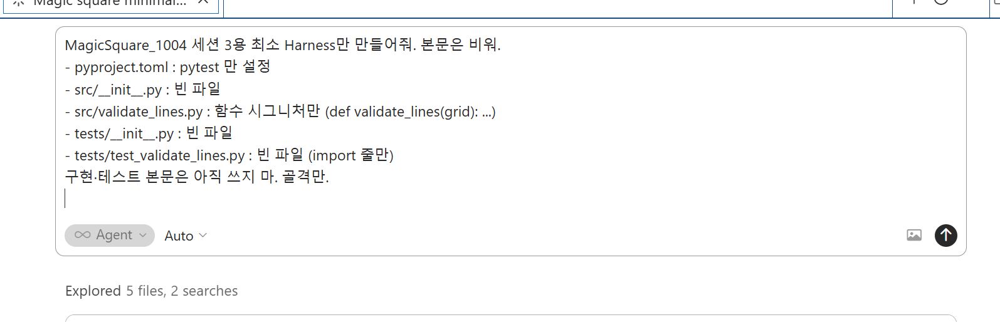 Magic square minimal...
MagicSquare_1004 세션 3용 최소 Harness만 만들어줘. 본문은 비워.
- pyproject.toml : pytest 만 설정
- src/__init__.py : 빈 파일
- src/validate_lines.py : 함수 시그니처만 (def validate_lines(grid): ...)
- tests/__init__.py : 빈 파일
- tests/test_validate_lines.py : 빈 파일 (import 줄만)
구현·테스트 본문은 아직 쓰지 마. 골격만.
Agent Auto
Explored 5 files, 2 searches